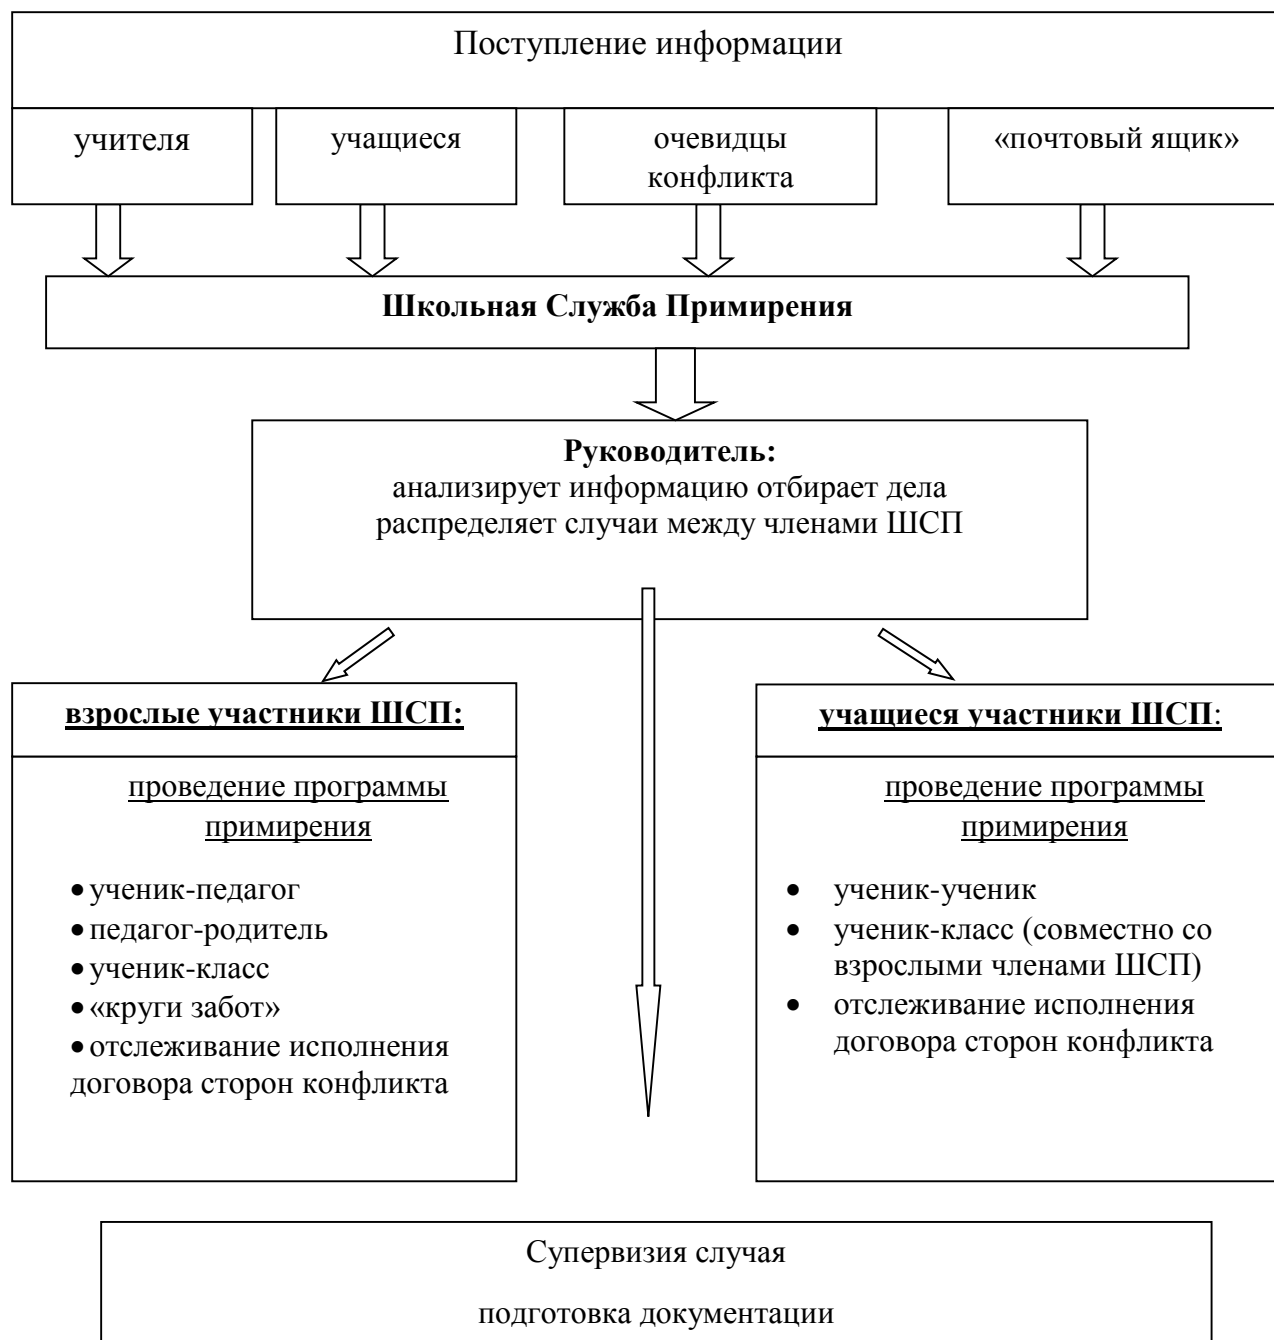 Поступление информации
учителя
учащиеся
очевидцы
конфликта
«почтовый ящик»
Школьная Служба Примирения
Руководитель:
анализирует информацию отбирает дела
распределяет случаи между членами ШСП
взрослые участники ШСП:
проведение программы
примирения
• ученик-педагог
• педагог-родитель
• ученик-класс
• «круги забот»
• отслеживание исполнения
договора сторон конфликта
учащиеся участники ШСП:
проведение программы
примирения
• ученик-ученик
• ученик-класс (совместно со
взрослыми членами ШСП)
• отслеживание исполнения
договора сторон конфликта
Супервизия случая
подготовка документации